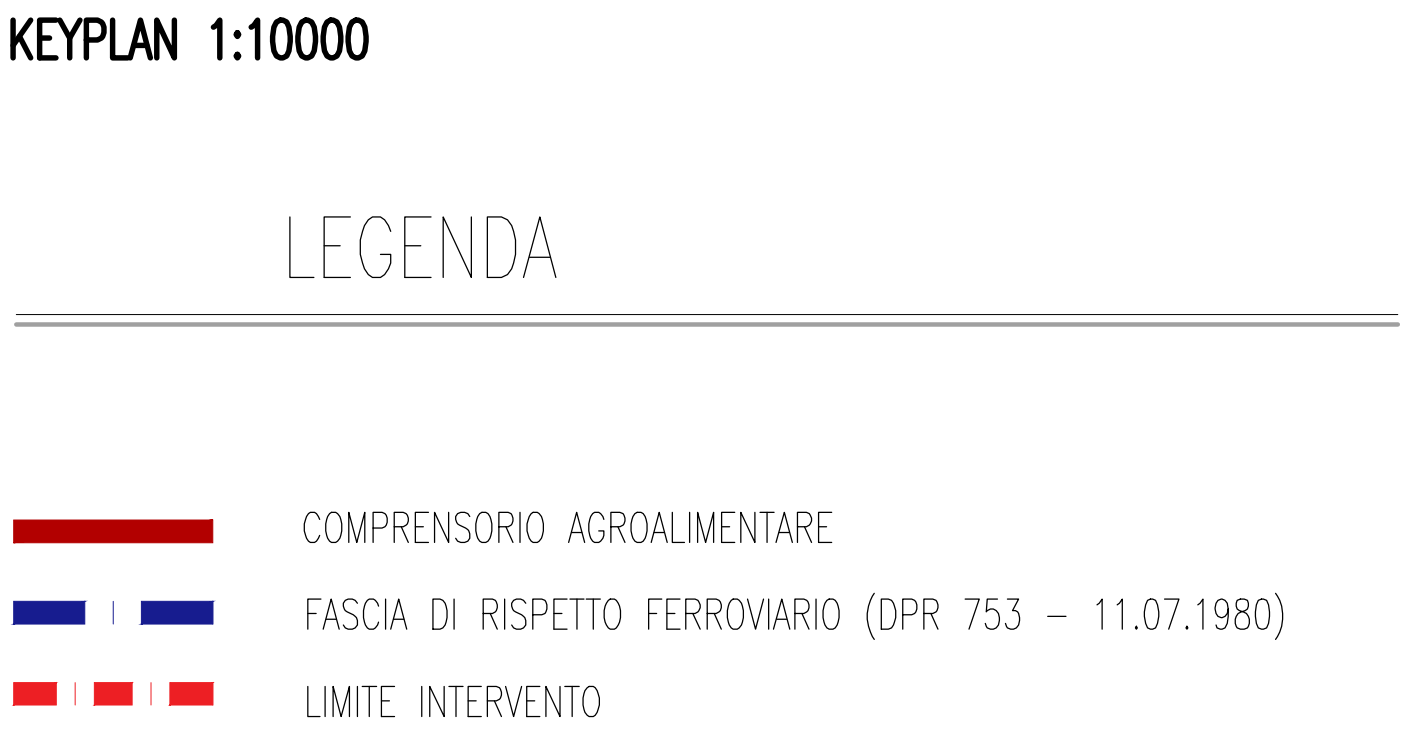 KEYPLAN 1:10000
LEGENDA
COMPRENSORIO AGROALIMENTARE
FASCIA DI RISPETTO FERROVIARIO (DPR 753 – 11.07.1980)
LIMITE INTERVENTO